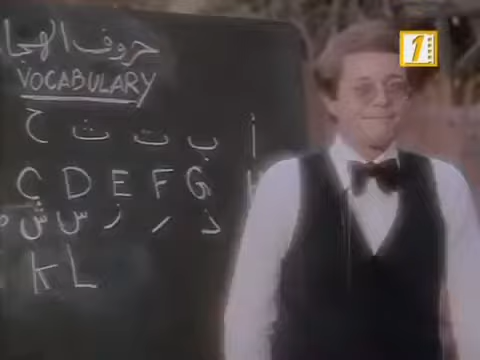 حروف الهجا
VOCABULARY
أ ب ت ث ح
C D E F G H
ذ ر ز س ش
K L
1